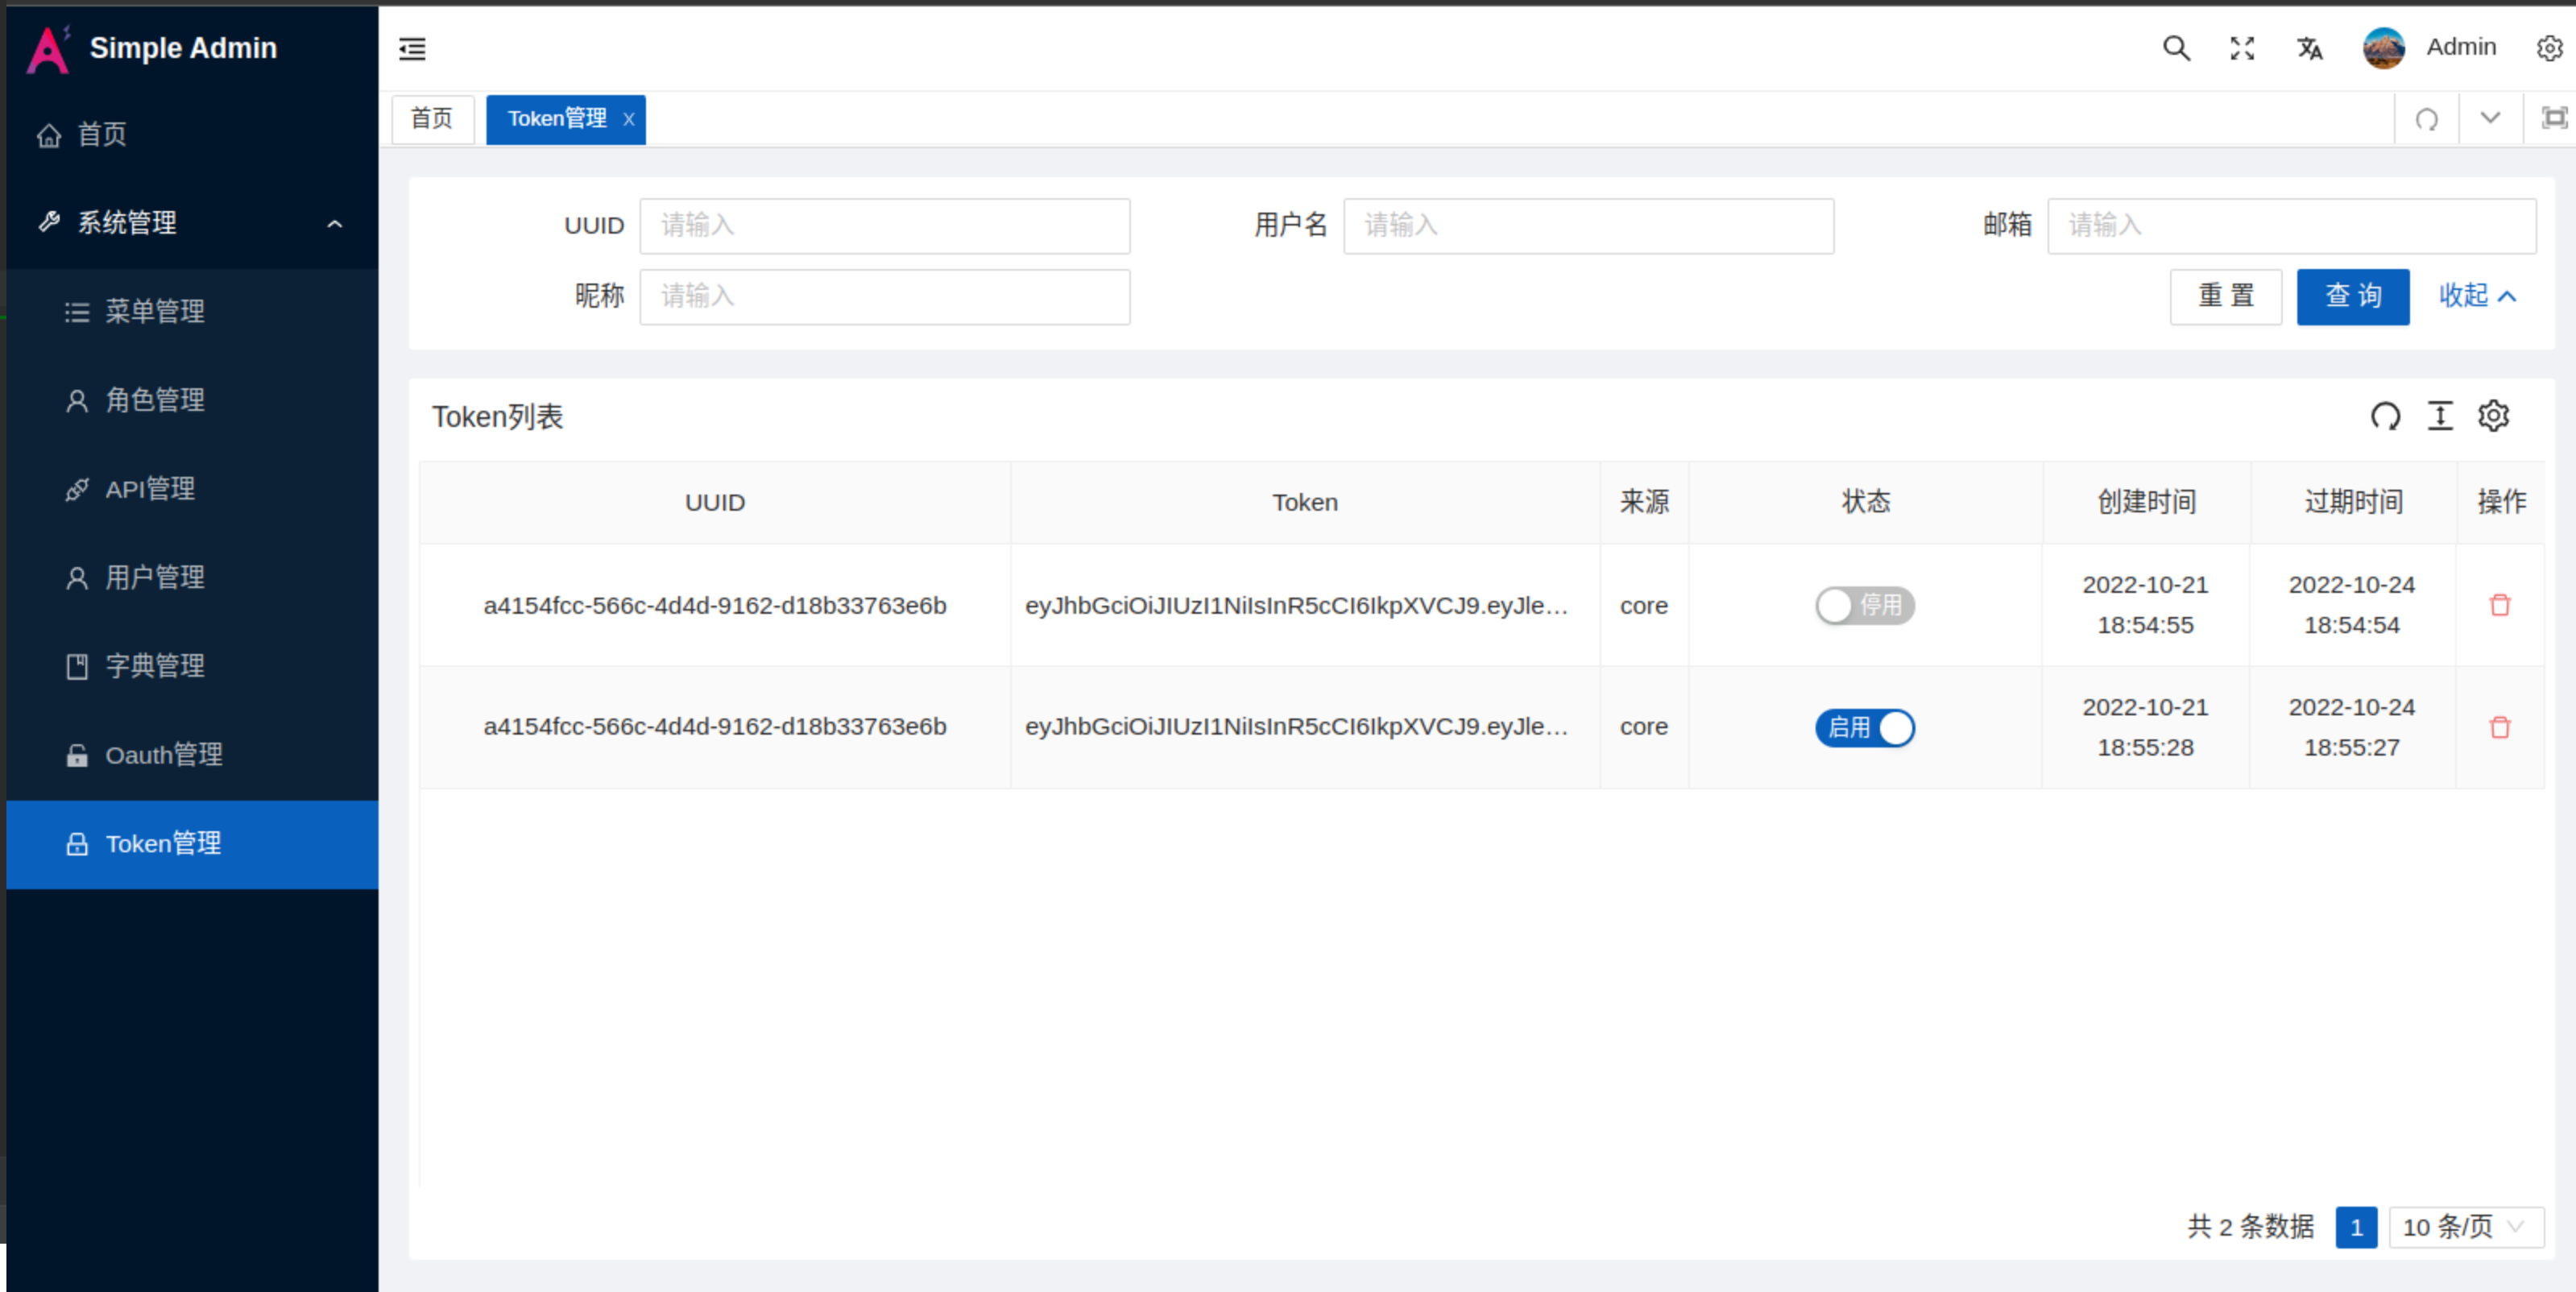 Simple Admin
Admin
首页
系统管理
菜单管理
角色管理
API管理
用户管理
字典管理
Oauth管理
Token管理
首页
Token管理 x
UUID 请输入 用户名 请输入 邮箱 请输入
昵称 请输入 重 置 查 询 收起
Token列表
UUID Token 来源 状态 创建时间 过期时间 操作
a4154fcc-566c-4d4d-9162-d18b33763e6b eyJhbGciOiJIUzI1NiIsInR5cCI6IkpXVCJ9.eyJle... core 停用 2022-10-21 18:54:55 2022-10-24 18:54:54
a4154fcc-566c-4d4d-9162-d18b33763e6b eyJhbGciOiJIUzI1NiIsInR5cCI6IkpXVCJ9.eyJle... core 启用 2022-10-21 18:55:28 2022-10-24 18:55:27
共 2 条数据 1 10 条/页